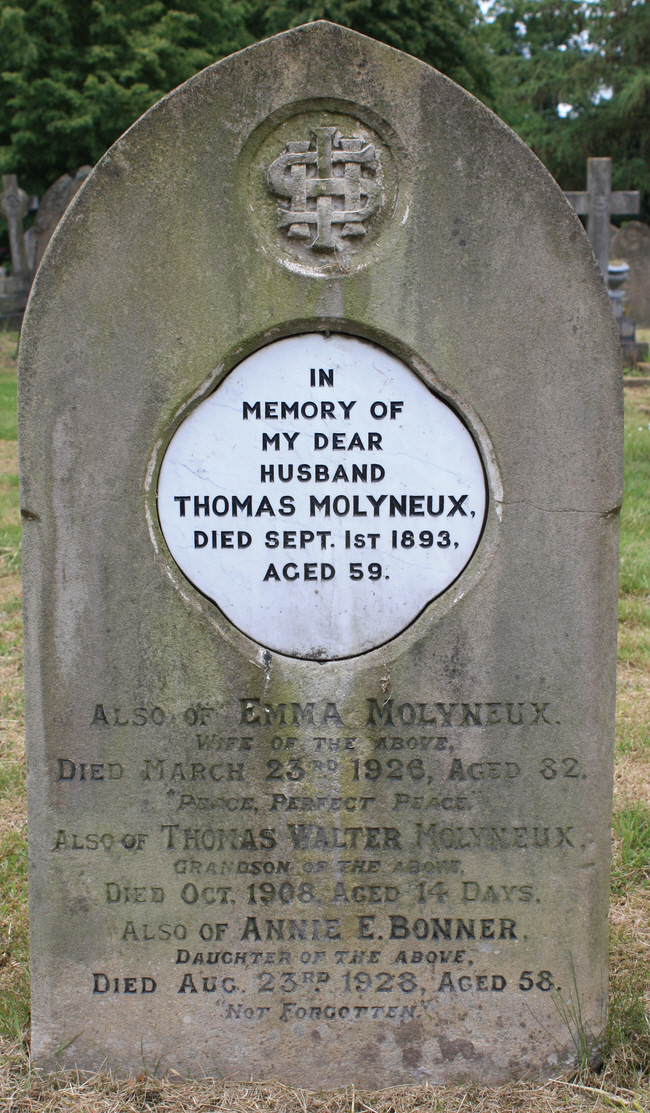 IHS
IN
MEMORY OF
MY DEAR
HUSBAND
THOMAS MOLYNEUX,
DIED SEPT. 1ST 1893,
AGED 59.
ALSO OF EMMA MOLYNEUX.
WIFE OF THE ABOVE,
DIED MARCH 23RD 1926, AGED 82.
"PEACE, PERFECT PEACE."
ALSO OF THOMAS WALTER MOLYNEUX,
GRANDSON OF THE ABOVE,
DIED OCT. 1908, AGED 14 DAYS.
ALSO OF ANNIE E. BONNER,
DAUGHTER OF THE ABOVE,
DIED AUG. 23RD 1928, AGED 58.
"NOT FORGOTTEN."